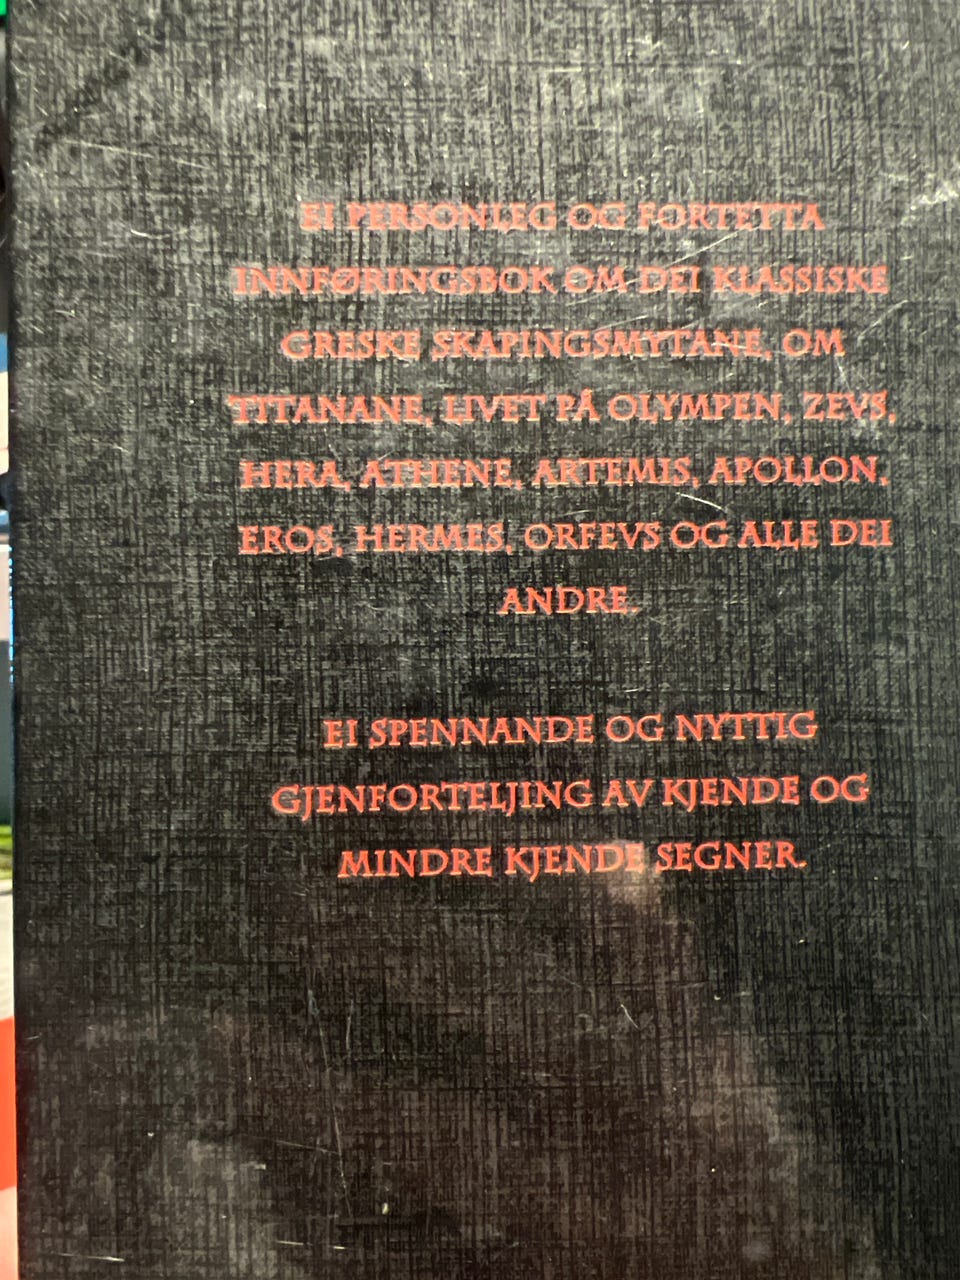 EI PERSONLEG OG FORTETTA
INNFØRINGSBOK OM DEI KLASSISKE
GRESKE SKAPINGSMYTANE, OM
TITANANE, LIVET PÅ OLYMPEN, ZEVS,
HERA, ATHENE, ARTEMIS, APOLLON,
EROS, HERMES, ORFEVS OG ALLE DEI
ANDRE.
EI SPENNANDE OG NYTTIG
GJENFORTELJING AV KJENDE OG
MINDRE KJENDE SEGNER.